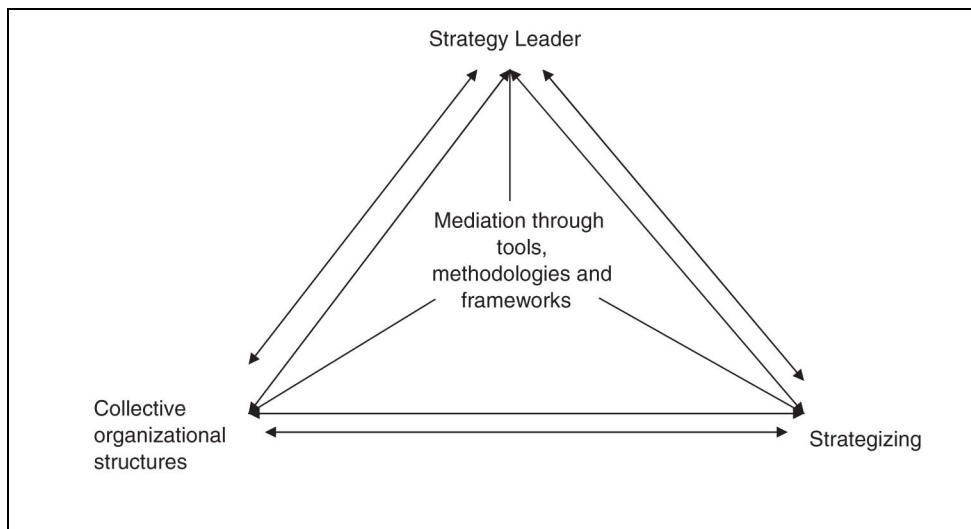 Strategy Leader
Mediation through
tools,
methodologies and
frameworks
Collective
organizational
structures
Strategizing